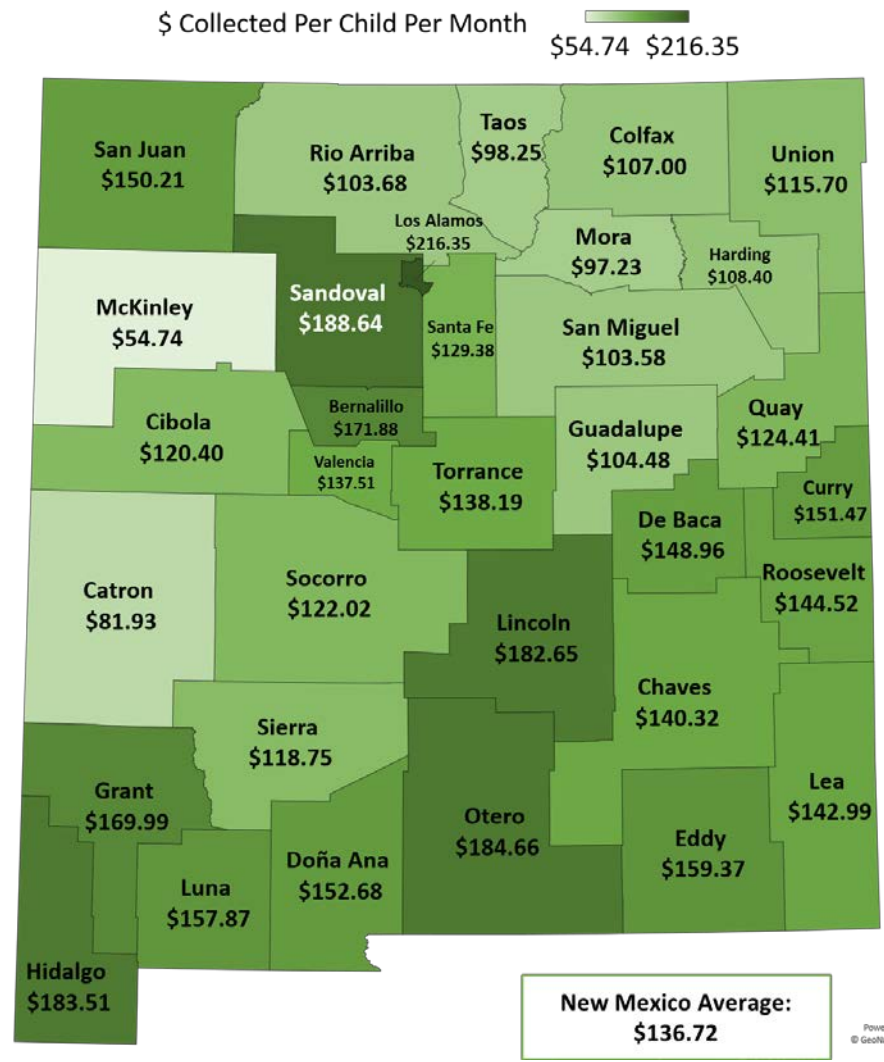 $ Collected Per Child Per Month
$54.74 $216.35
San Juan
$150.21
Rio Arriba
$103.68
Taos
$98.25
Colfax
$107.00
Union
$115.70
Los Alamos
$216.35
Mora
$97.23
Harding
$108.40
McKinley
$54.74
Sandoval
$188.64
Santa Fe
$129.38
San Miguel
$103.58
Cibola
$120.40
Bernalillo
$171.88
Valencia
$137.51
Torrance
$138.19
Guadalupe
$104.48
Quay
$124.41
Curry
$151.47
De Baca
$148.96
Roosevelt
$144.52
Catron
$81.93
Socorro
$122.02
Lincoln
$182.65
Chaves
$140.32
Sierra
$118.75
Grant
$169.99
Lea
$142.99
Otero
$184.66
Eddy
$159.37
Doña Ana
$152.68
Luna
$157.87
Hidalgo
$183.51
New Mexico Average:
$136.72
Powe
© GeoNa